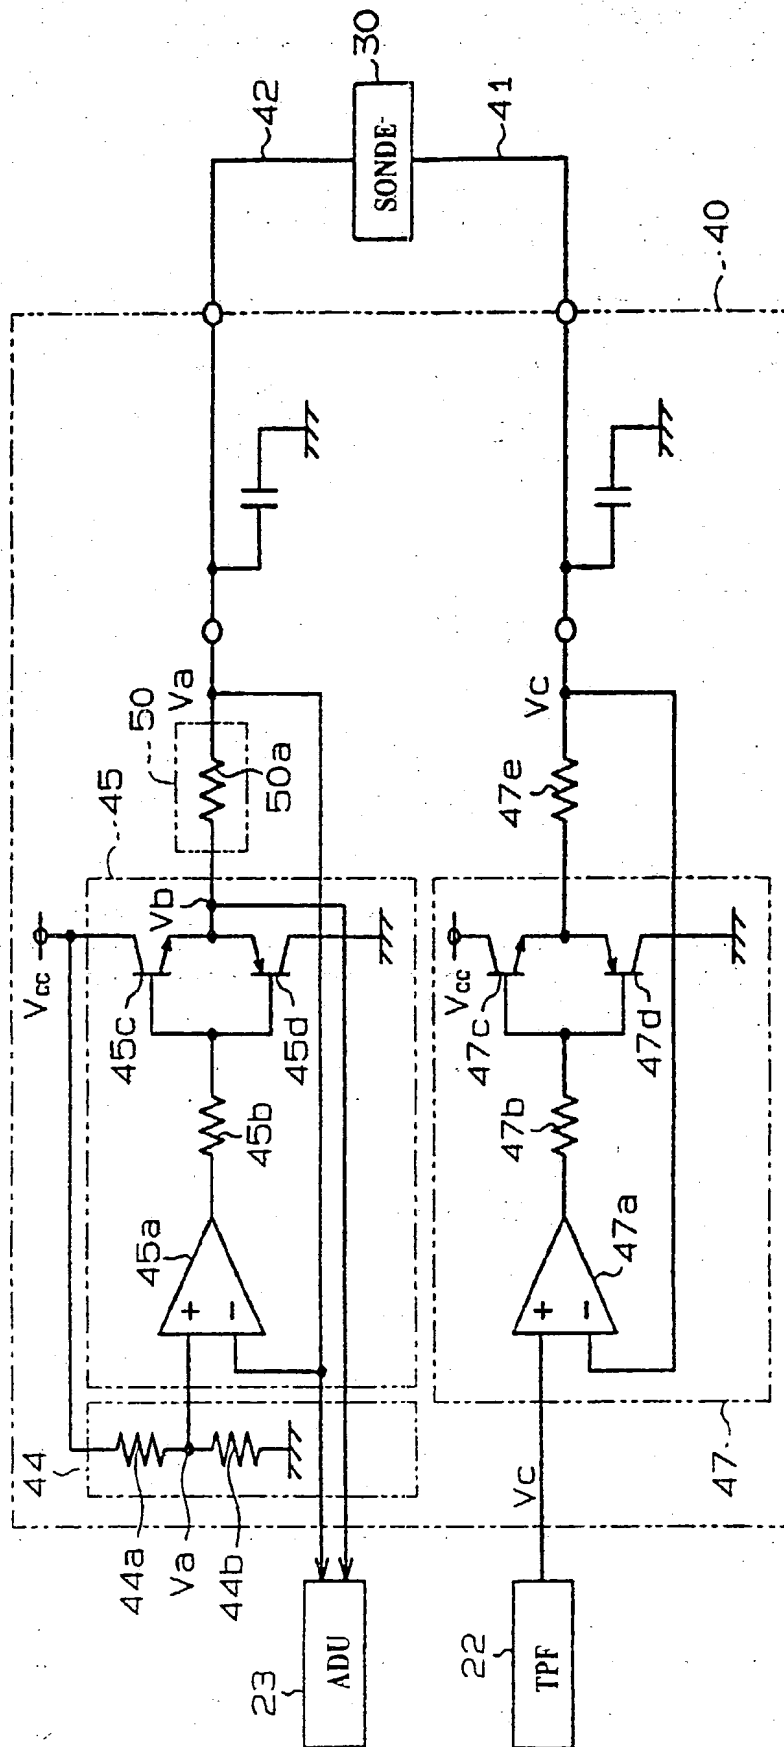 44
44a
Va
44b
45
45a
45b
Vcc
45c
45d
Vb
50
50a
Va
42
30
SONDE-
41
40
23
ADU
22
TPF
Vc
47
47a
47b
Vcc
47c
47d
47e
Vc
+
−
+
−